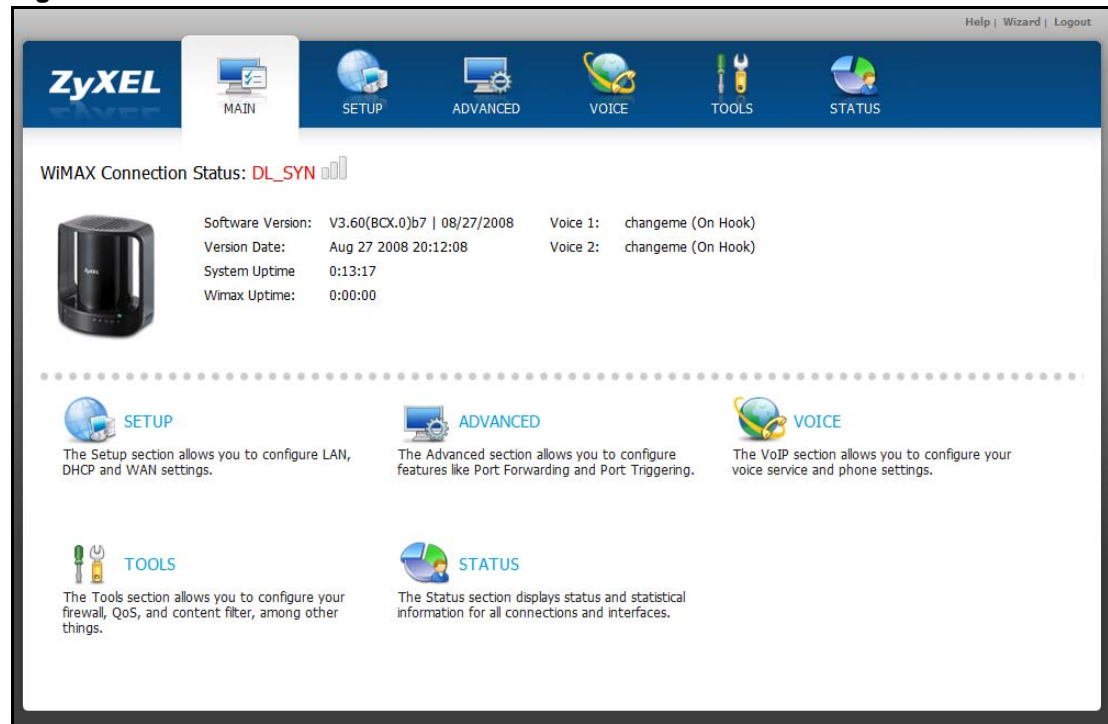 Help | Wizard | Logout
ZyXEL
MAIN
SETUP
ADVANCED
VOICE
TOOLS
STATUS
WiMAX Connection Status: DL_SYN
Software Version: V3.60(BCX.0)b7 | 08/27/2008
Version Date: Aug 27 2008 20:12:08
System Uptime 0:13:17
Wimax Uptime: 0:00:00
Voice 1: changeme (On Hook)
Voice 2: changeme (On Hook)
ZyXEL
SETUP
The Setup section allows you to configure LAN,
DHCP and WAN settings.
ADVANCED
The Advanced section allows you to configure
features like Port Forwarding and Port Triggering.
VOICE
The VoIP section allows you to configure your
voice service and phone settings.
TOOLS
The Tools section allows you to configure your
firewall, QoS, and content filter, among other
things.
STATUS
The Status section displays status and statistical
information for all connections and interfaces.